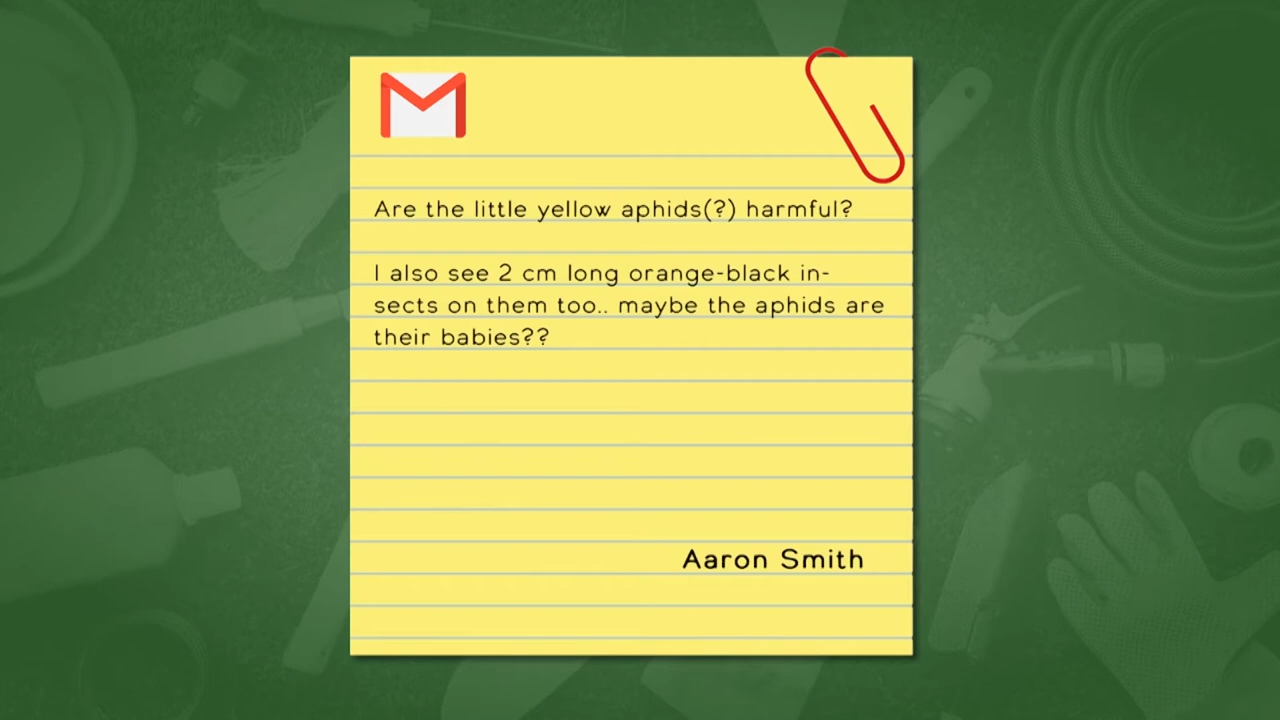 Are the little yellow aphids(?) harmful?
I also see 2 cm long orange-black in-
sects on them too.. maybe the aphids are
their babies??
Aaron Smith